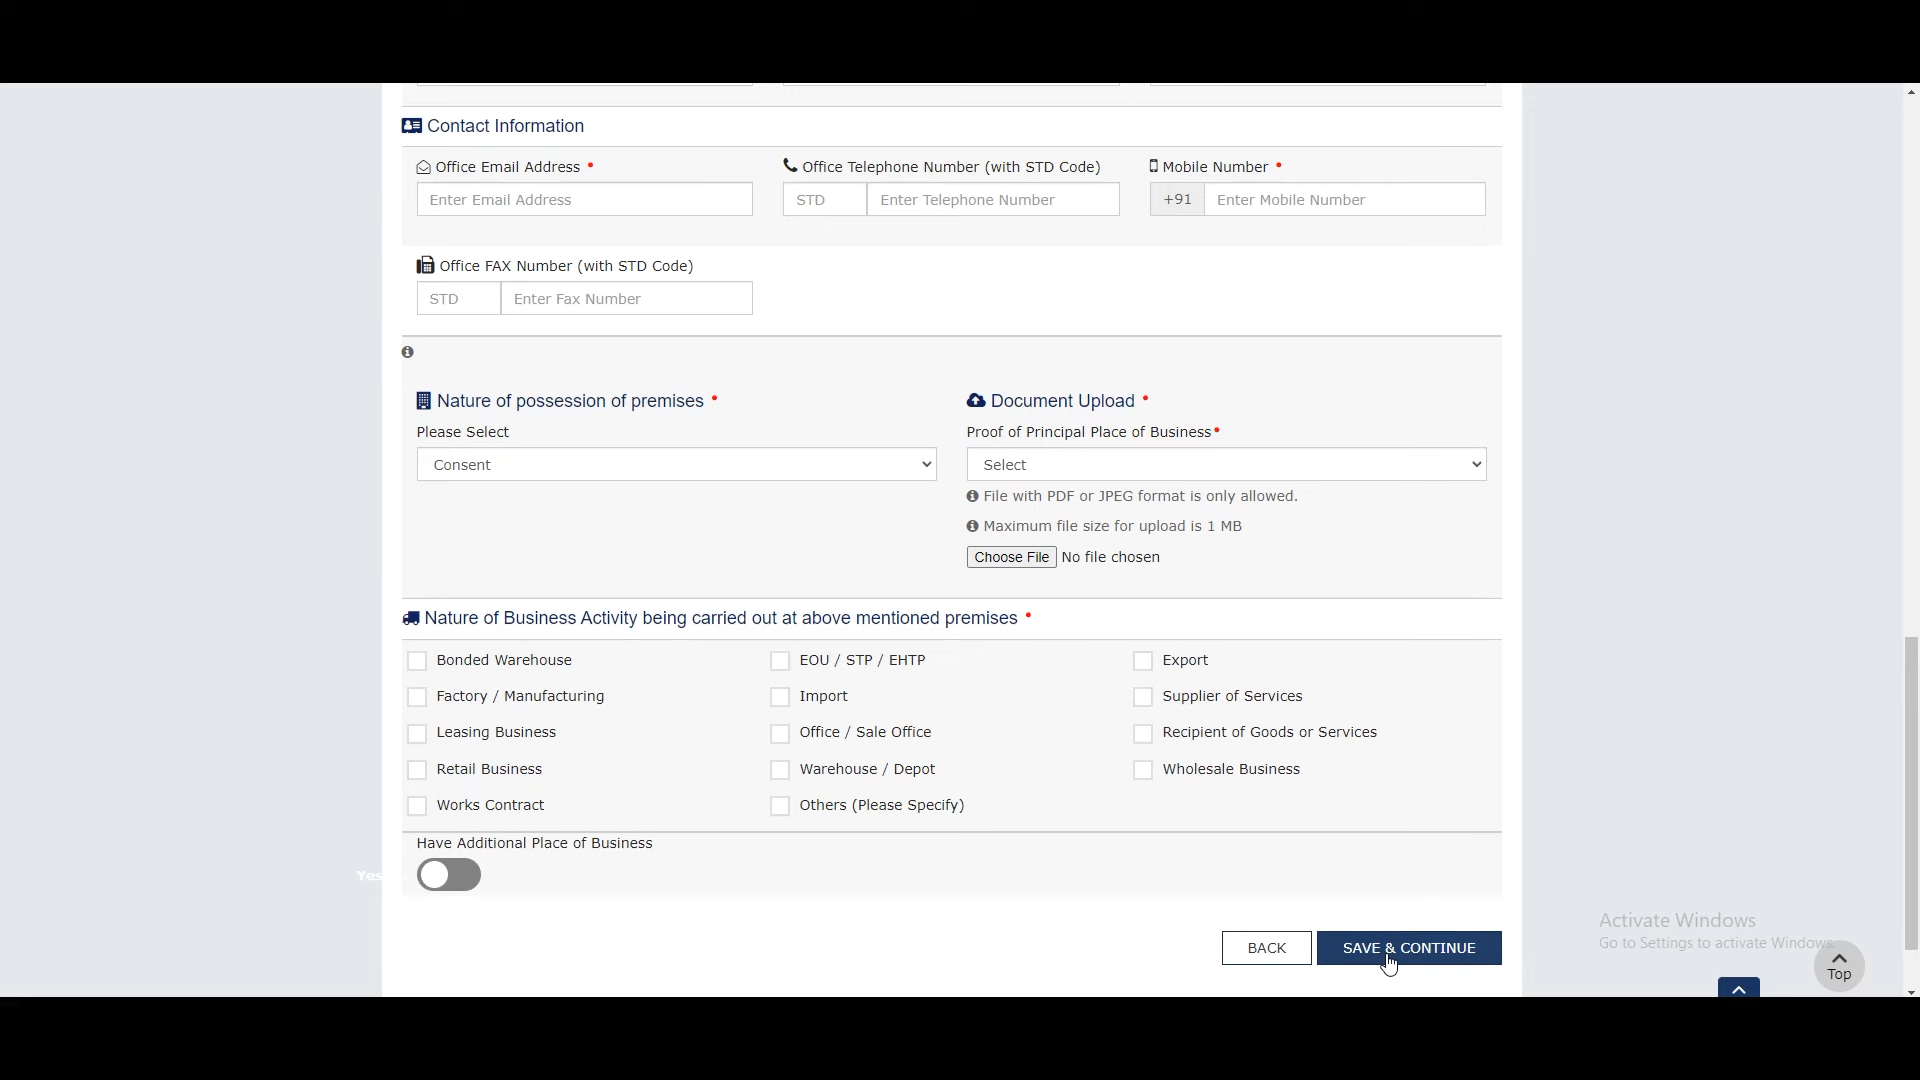 Contact Information
Office Email Address • Office Telephone Number (with STD Code) Mobile Number •
Enter Email Address STD Enter Telephone Number +91 Enter Mobile Number
Office FAX Number (with STD Code)
STD Enter Fax Number
Nature of possession of premises • Document Upload •
Please Select Proof of Principal Place of Business•
Consent Select
File with PDF or JPEG format is only allowed.
Maximum file size for upload is 1 MB
Choose File No file chosen
Nature of Business Activity being carried out at above mentioned premises •
Bonded Warehouse EOU / STP / EHTP Export
Factory / Manufacturing Import Supplier of Services
Leasing Business Office / Sale Office Recipient of Goods or Services
Retail Business Warehouse / Depot Wholesale Business
Works Contract Others (Please Specify)
Have Additional Place of Business
Yes
BACK SAVE & CONTINUE
Activate Windows
Go to Settings to activate Windows.
Top